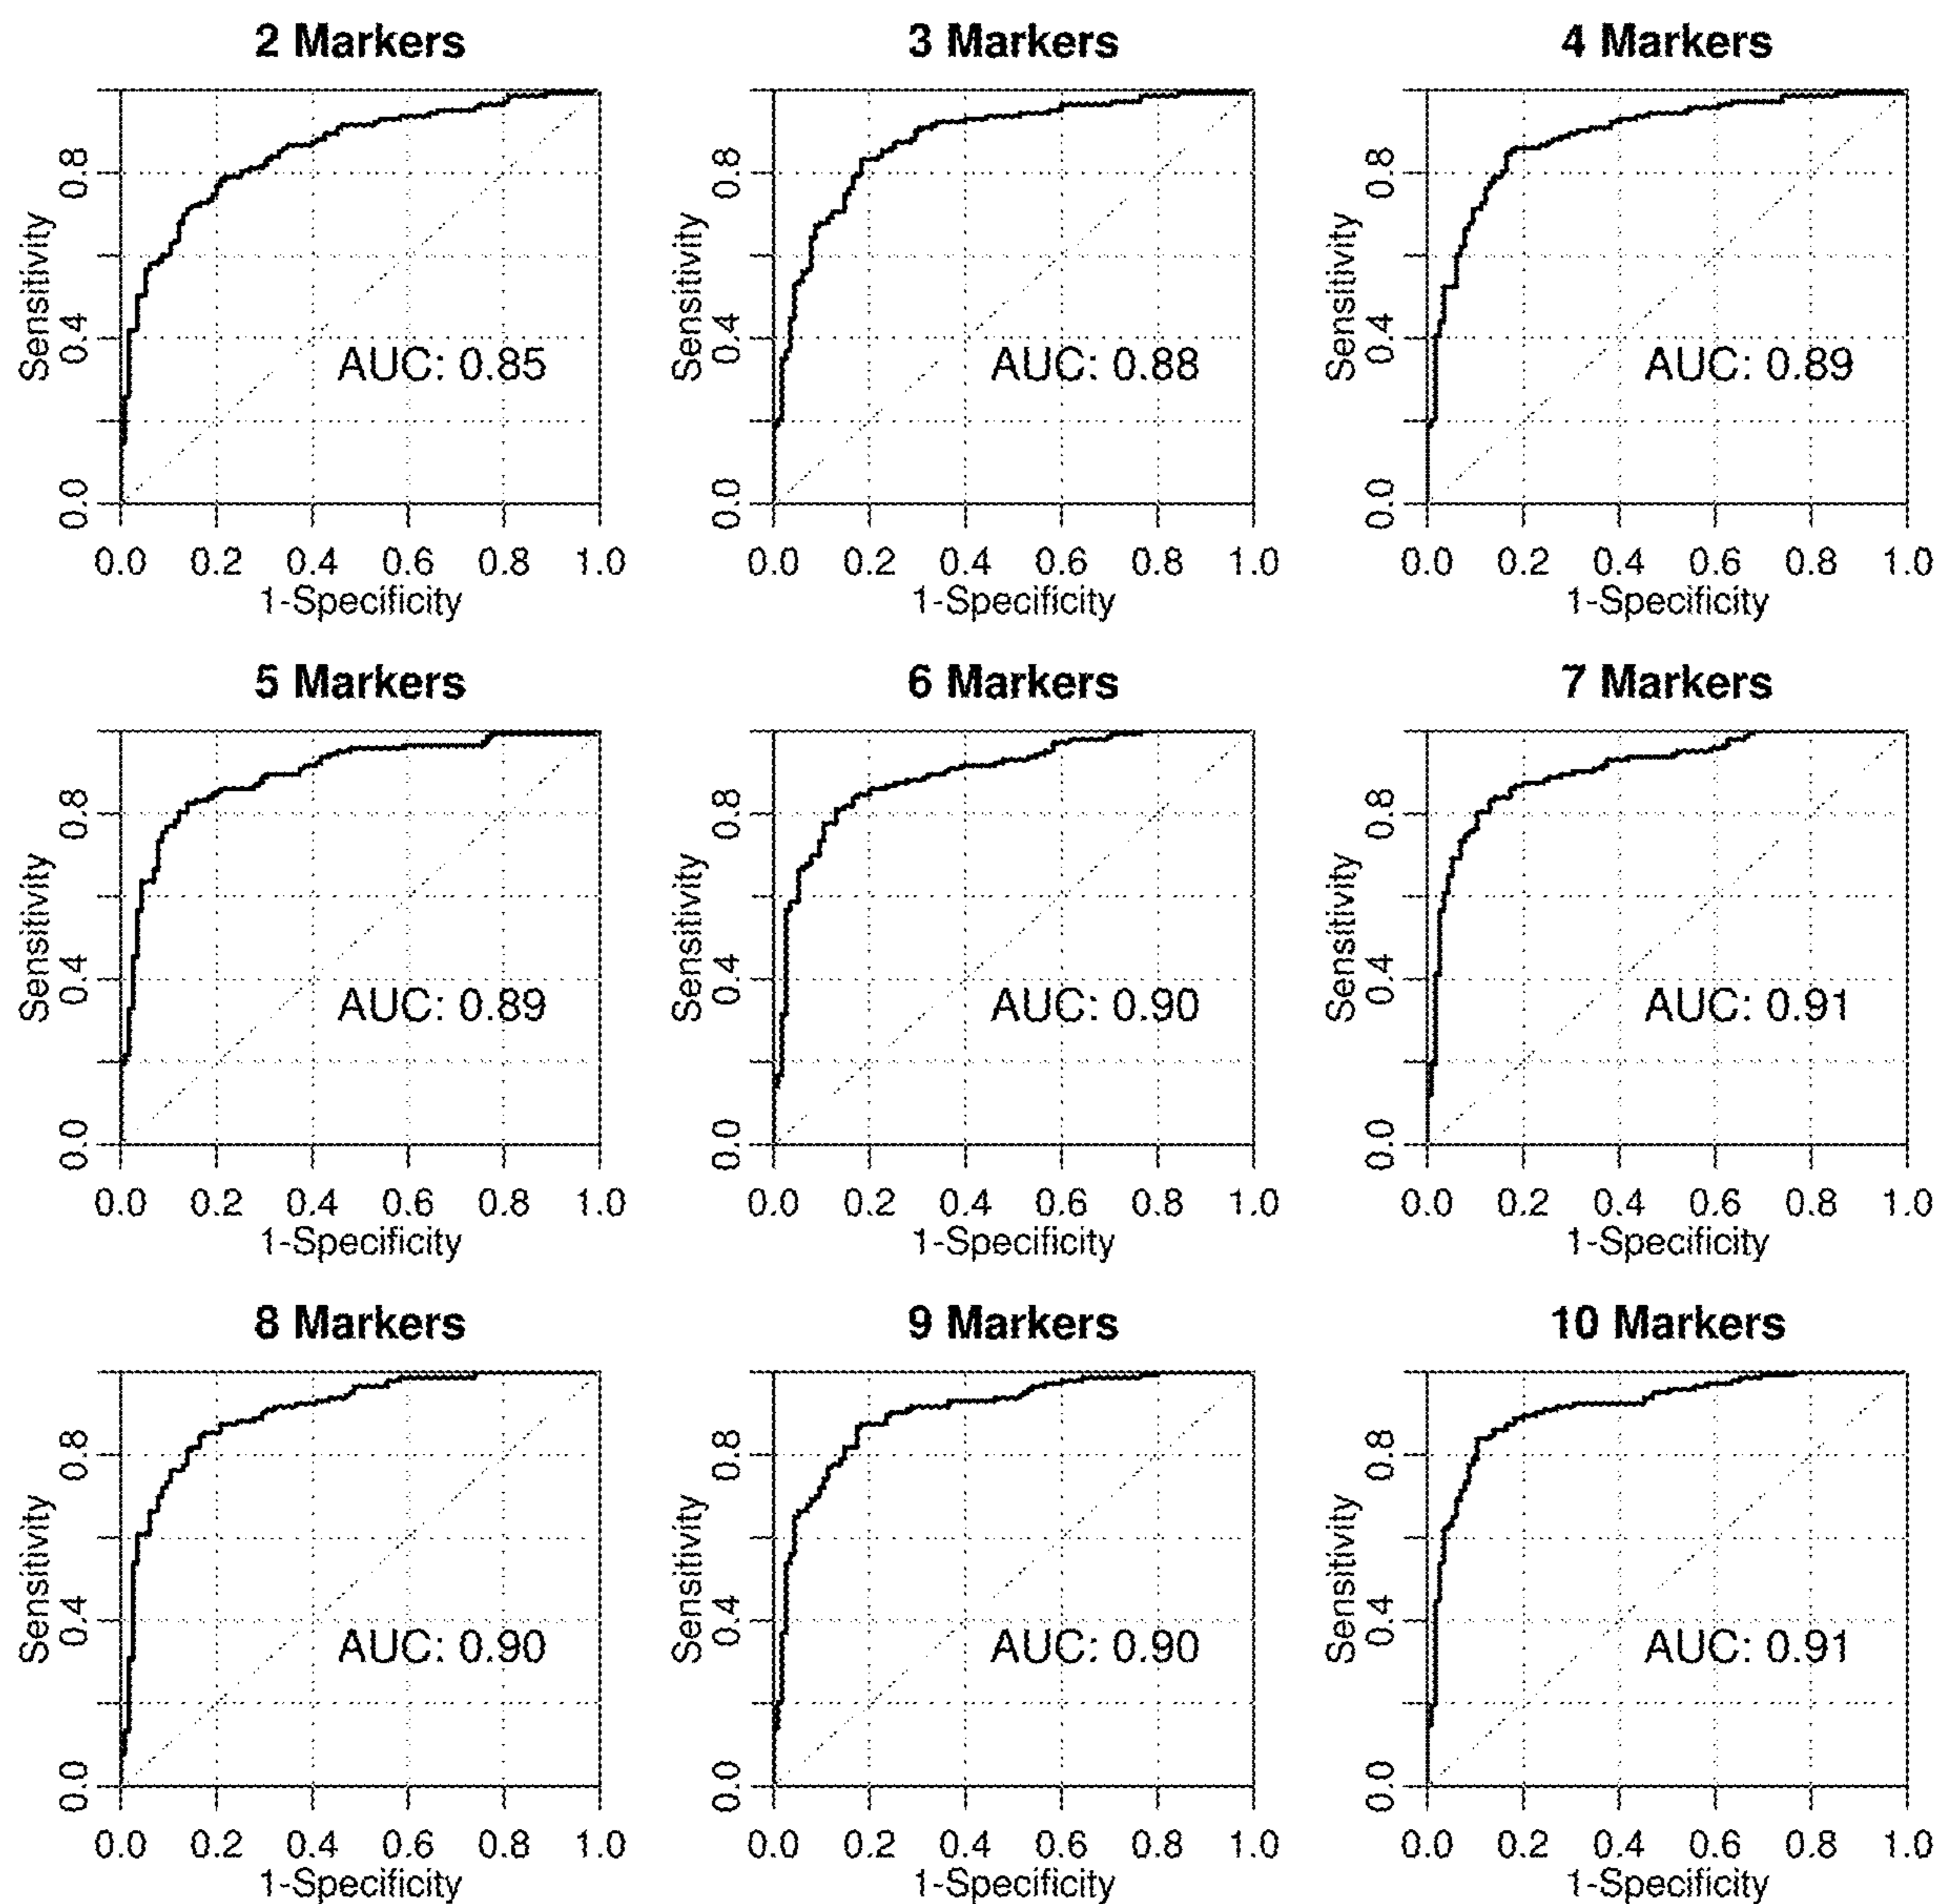 2 Markers
3 Markers
4 Markers
Sensitivity
0.0 0.4 0.8
AUC: 0.85
0.0 0.2 0.4 0.6 0.8 1.0
1-Specificity
Sensitivity
0.0 0.4 0.8
AUC: 0.88
0.0 0.2 0.4 0.6 0.8 1.0
1-Specificity
Sensitivity
0.0 0.4 0.8
AUC: 0.89
0.0 0.2 0.4 0.6 0.8 1.0
1-Specificity
5 Markers
6 Markers
7 Markers
Sensitivity
0.0 0.4 0.8
AUC: 0.89
0.0 0.2 0.4 0.6 0.8 1.0
1-Specificity
Sensitivity
0.0 0.4 0.8
AUC: 0.90
0.0 0.2 0.4 0.6 0.8 1.0
1-Specificity
Sensitivity
0.0 0.4 0.8
AUC: 0.91
0.0 0.2 0.4 0.6 0.8 1.0
1-Specificity
8 Markers
9 Markers
10 Markers
Sensitivity
0.0 0.4 0.8
AUC: 0.90
0.0 0.2 0.4 0.6 0.8 1.0
1-Specificity
Sensitivity
0.0 0.4 0.8
AUC: 0.90
0.0 0.2 0.4 0.6 0.8 1.0
1-Specificity
Sensitivity
0.0 0.4 0.8
AUC: 0.91
0.0 0.2 0.4 0.6 0.8 1.0
1-Specificity